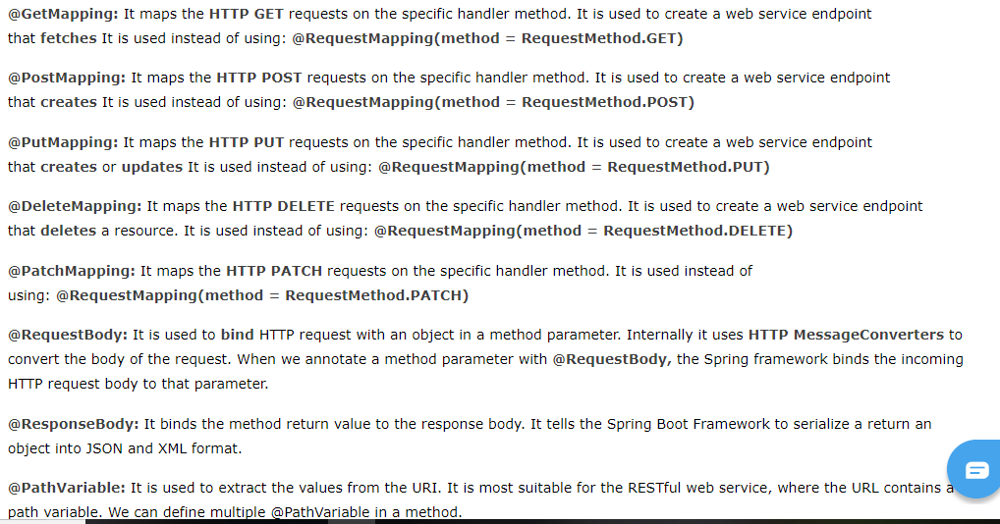 @GetMapping: It maps the HTTP GET requests on the specific handler method. It is used to create a web service endpoint
that fetches It is used instead of using: @RequestMapping(method = RequestMethod.GET)
@PostMapping: It maps the HTTP POST requests on the specific handler method. It is used to create a web service endpoint
that creates It is used instead of using: @RequestMapping(method = RequestMethod.POST)
@PutMapping: It maps the HTTP PUT requests on the specific handler method. It is used to create a web service endpoint
that creates or updates It is used instead of using: @RequestMapping(method = RequestMethod.PUT)
@DeleteMapping: It maps the HTTP DELETE requests on the specific handler method. It is used to create a web service endpoint
that deletes a resource. It is used instead of using: @RequestMapping(method = RequestMethod.DELETE)
@PatchMapping: It maps the HTTP PATCH requests on the specific handler method. It is used instead of
using: @RequestMapping(method = RequestMethod.PATCH)
@RequestBody: It is used to bind HTTP request with an object in a method parameter. Internally it uses HTTP MessageConverters to
convert the body of the request. When we annotate a method parameter with @RequestBody, the Spring framework binds the incoming
HTTP request body to that parameter.
@ResponseBody: It binds the method return value to the response body. It tells the Spring Boot Framework to serialize a return an
object into JSON and XML format.
@PathVariable: It is used to extract the values from the URI. It is most suitable for the RESTful web service, where the URL contains a
path variable. We can define multiple @PathVariable in a method.